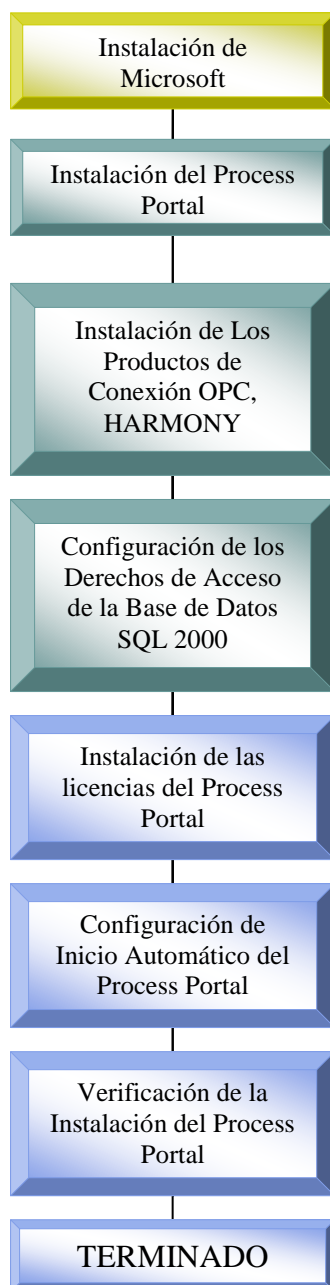 Instalación de
Microsoft
Instalación del Process
Portal
Instalación de Los
Productos de
Conexión OPC,
HARMONY
Configuración de los
Derechos de Acceso
de la Base de Datos
SQL 2000
Instalación de las
licencias del Process
Portal
Configuración de
Inicio Automático del
Process Portal
Verificación de la
Instalación del Process
Portal
TERMINADO